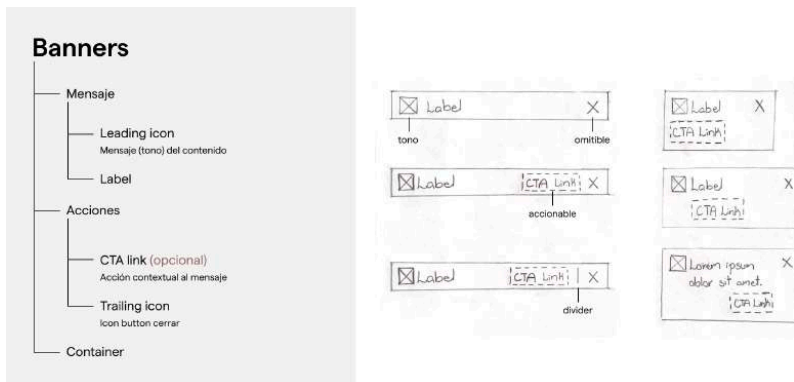 Banners
Mensaje
Leading icon
Mensaje (tono) del contenido
Label
Acciones
CTA link (opcional)
Acción contextual al mensaje
Trailing icon
Icon button cerrar
Container
Label X
tono
omitible
Label CTA Link X
accionable
Label CTA Link | X
divider
Label X
CTA Link
Label X
CTA Link
Lorem ipsum X
dolor sit amet.
CTA Link